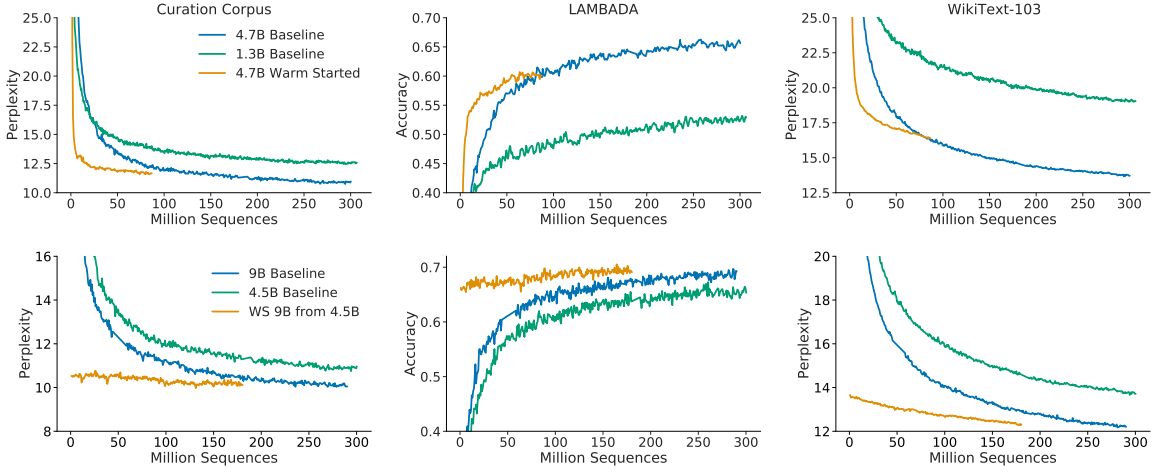 Curation Corpus
25.0
22.5
20.0
17.5
15.0
12.5
10.0
Perplexity
4.7B Baseline
1.3B Baseline
4.7B Warm Started
0 50 100 150 200 250 300
Million Sequences
LAMBADA
0.70
0.65
0.60
0.55
0.50
0.45
0.40
Accuracy
0 50 100 150 200 250 300
Million Sequences
WikiText-103
25.0
22.5
20.0
17.5
15.0
12.5
Perplexity
0 50 100 150 200 250 300
Million Sequences
16
14
12
10
8
Perplexity
9B Baseline
4.5B Baseline
WS 9B from 4.5B
0 50 100 150 200 250 300
Million Sequences
0.7
0.6
0.5
0.4
Accuracy
0 50 100 150 200 250 300
Million Sequences
20
18
16
14
12
Perplexity
0 50 100 150 200 250 300
Million Sequences